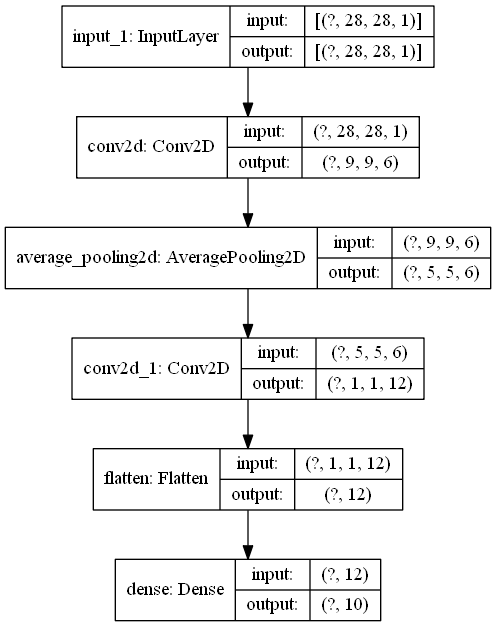 input_1: InputLayer
input: [(?, 28, 28, 1)]
output: [(?, 28, 28, 1)]
conv2d: Conv2D
input: (?, 28, 28, 1)
output: (?, 9, 9, 6)
average_pooling2d: AveragePooling2D
input: (?, 9, 9, 6)
output: (?, 5, 5, 6)
conv2d_1: Conv2D
input: (?, 5, 5, 6)
output: (?, 1, 1, 12)
flatten: Flatten
input: (?, 1, 1, 12)
output: (?, 12)
dense: Dense
input: (?, 12)
output: (?, 10)